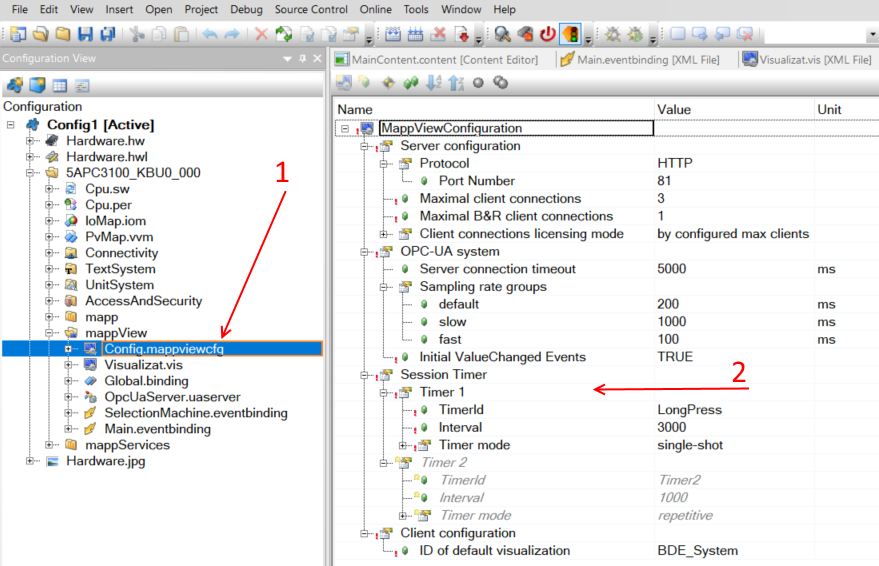 File Edit View Insert Open Project Debug Source Control Online Tools Window Help
Configuration View
MainContent.content [Content Editor] Main.eventbinding [XML File] Visualizat.vis [XML File]
Configuration
Config1 [Active]
Hardware.hw
Hardware.hwl
5APC3100_KBU0_000
Cpu.sw
Cpu.per
IoMap.iom
PvMap.vvm
Connectivity
TextSystem
UnitSystem
AccessAndSecurity
mapp
mappView
Config.mappviewcfg
Visualizat.vis
Global.binding
OpcUaServer.uaserver
SelectionMachine.eventbinding
Main.eventbinding
mappServices
Hardware.jpg
1
Name Value Unit
MappViewConfiguration
Server configuration
Protocol HTTP
Port Number 81
Maximal client connections 3
Maximal B&R client connections 1
Client connections licensing mode by configured max clients
OPC-UA system
Server connection timeout 5000 ms
Sampling rate groups
default 200 ms
slow 1000 ms
fast 100 ms
Initial ValueChanged Events TRUE
Session Timer
2
Timer 1
TimerId LongPress
Interval 3000
Timer mode single-shot
Timer 2
TimerId Timer2
Interval 1000
Timer mode repetitive
Client configuration
ID of default visualization BDE_System